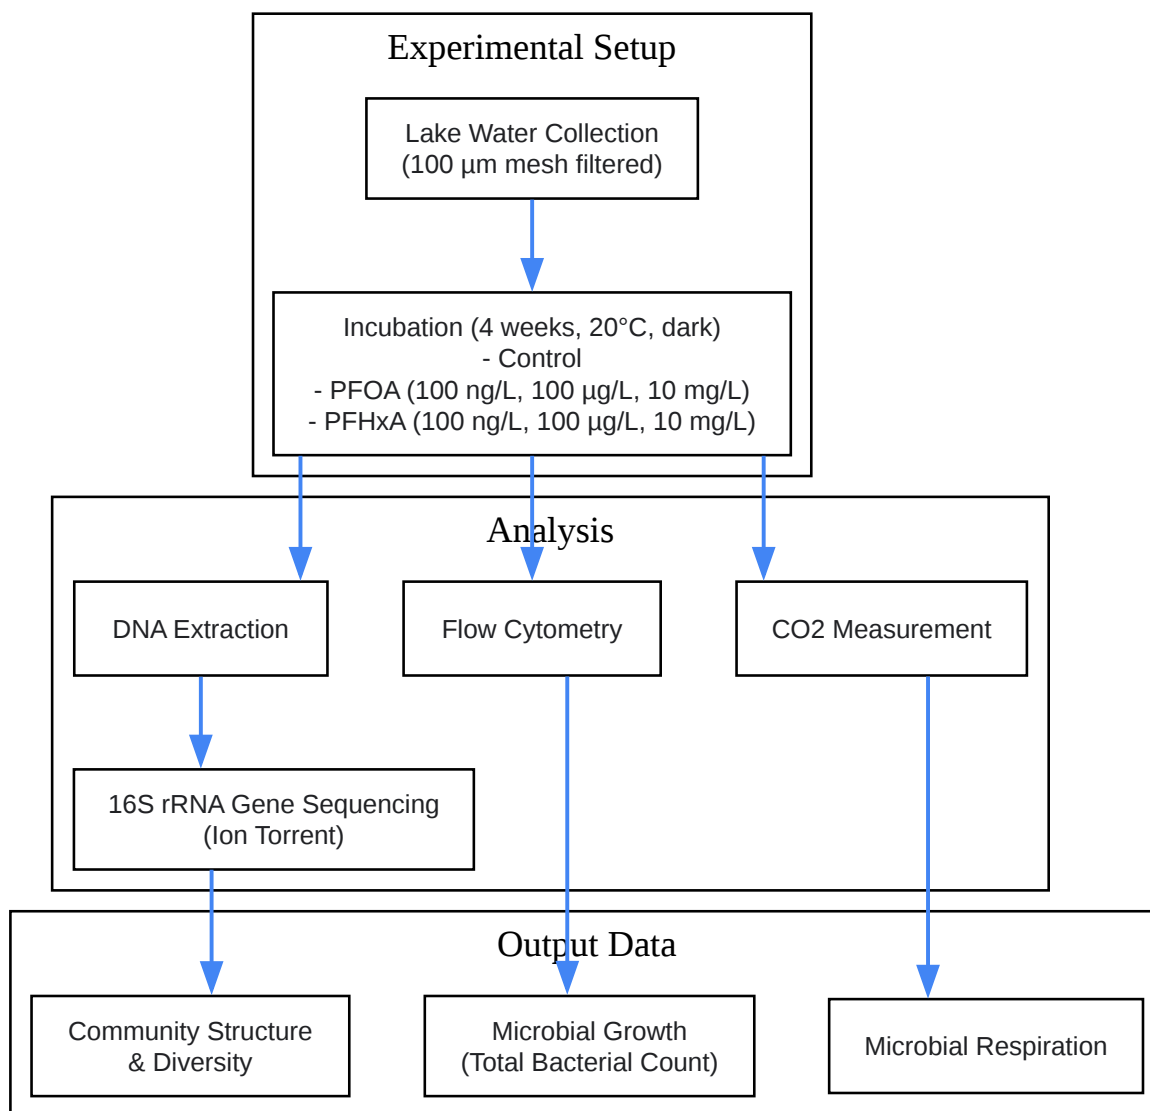 Experimental Setup
Lake Water Collection
(100 µm mesh filtered)
Incubation (4 weeks, 20°C, dark)
- Control
- PFOA (100 ng/L, 100 µg/L, 10 mg/L)
- PFHxA (100 ng/L, 100 µg/L, 10 mg/L)
Analysis
DNA Extraction
Flow Cytometry
CO2 Measurement
16S rRNA Gene Sequencing
(Ion Torrent)
Output Data
Community Structure
& Diversity
Microbial Growth
(Total Bacterial Count)
Microbial Respiration